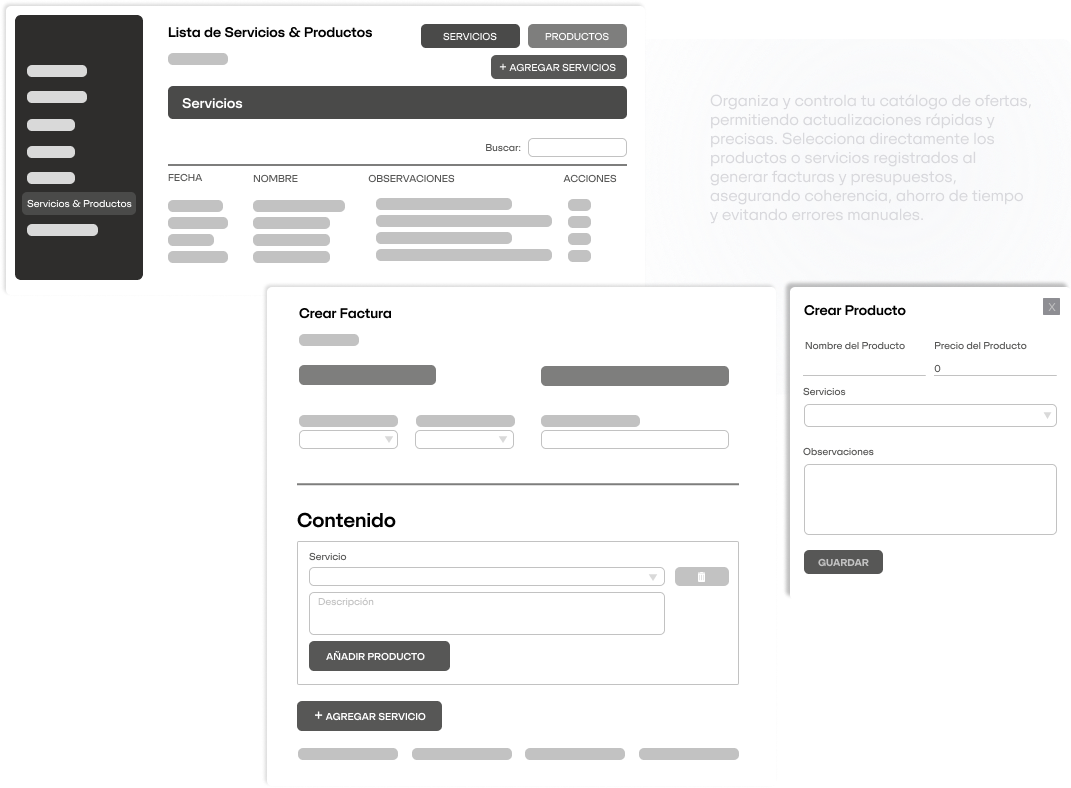 Lista de Servicios & Productos
SERVICIOS
PRODUCTOS
+ AGREGAR SERVICIOS
Servicios
Buscar:
FECHA
NOMBRE
OBSERVACIONES
ACCIONES
Servicios & Productos
Organiza y controla tu catálogo de ofertas,
permitiendo actualizaciones rápidas y
precisas. Selecciona directamente los
productos o servicios registrados al
generar facturas y presupuestos,
asegurando coherencia, ahorro de tiempo
y evitando errores manuales.
Crear Factura
Contenido
Servicio
Descripción
AÑADIR PRODUCTO
+ AGREGAR SERVICIO
Crear Producto
X
Nombre del Producto
Precio del Producto
0
Servicios
Observaciones
GUARDAR